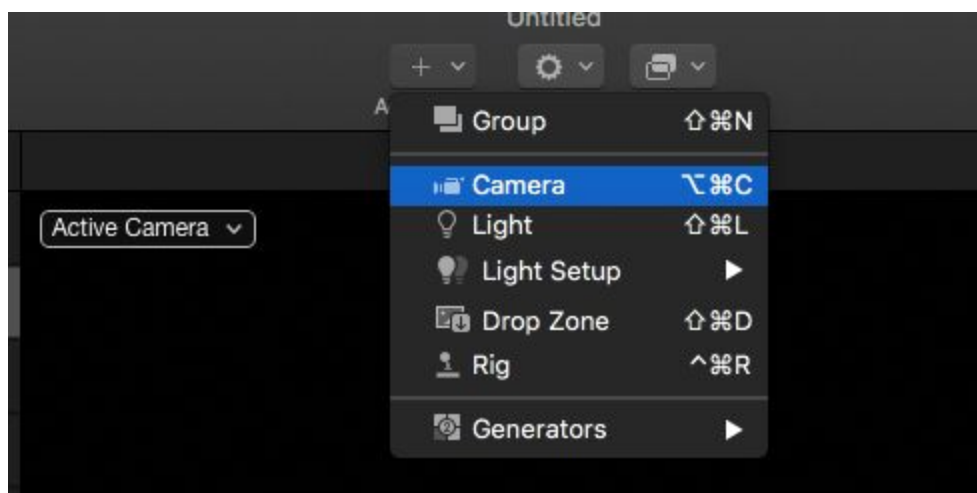 Untitled
Group ⇧⌘N
Camera ⌥⌘C
Active Camera
Light ⇧⌘L
Light Setup
Drop Zone ⇧⌘D
Rig ^⌘R
Generators